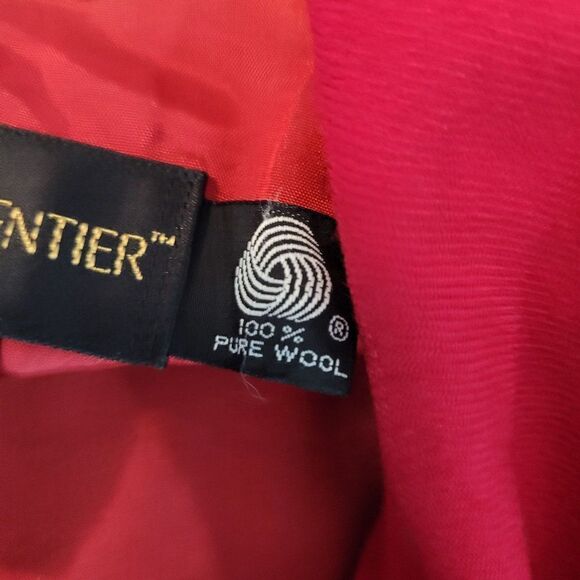 ENTIER™
®
100%
PURE WOOL